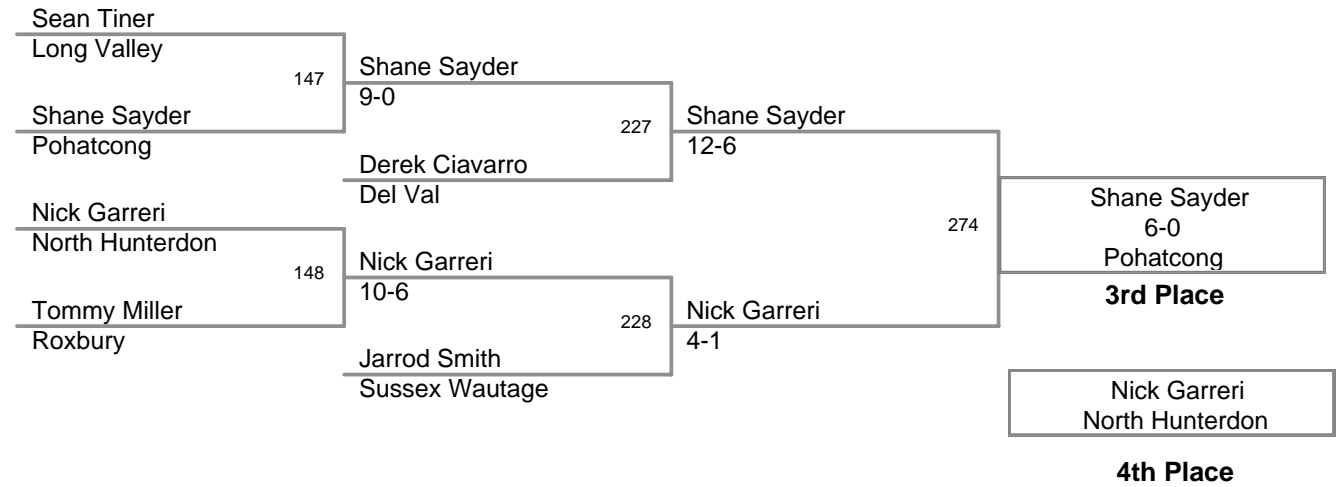 Sean Tiner
Long Valley
147
Shane Sayder
9-0
Shane Sayder
Pohatcong
227
Shane Sayder
12-6
Derek Ciavarro
Del Val
Nick Garreri
North Hunterdon
148
Nick Garreri
10-6
Tommy Miller
Roxbury
228
Nick Garreri
4-1
Jarrod Smith
Sussex Wautage
274
Shane Sayder
6-0
Pohatcong
3rd Place
Nick Garreri
North Hunterdon
4th Place